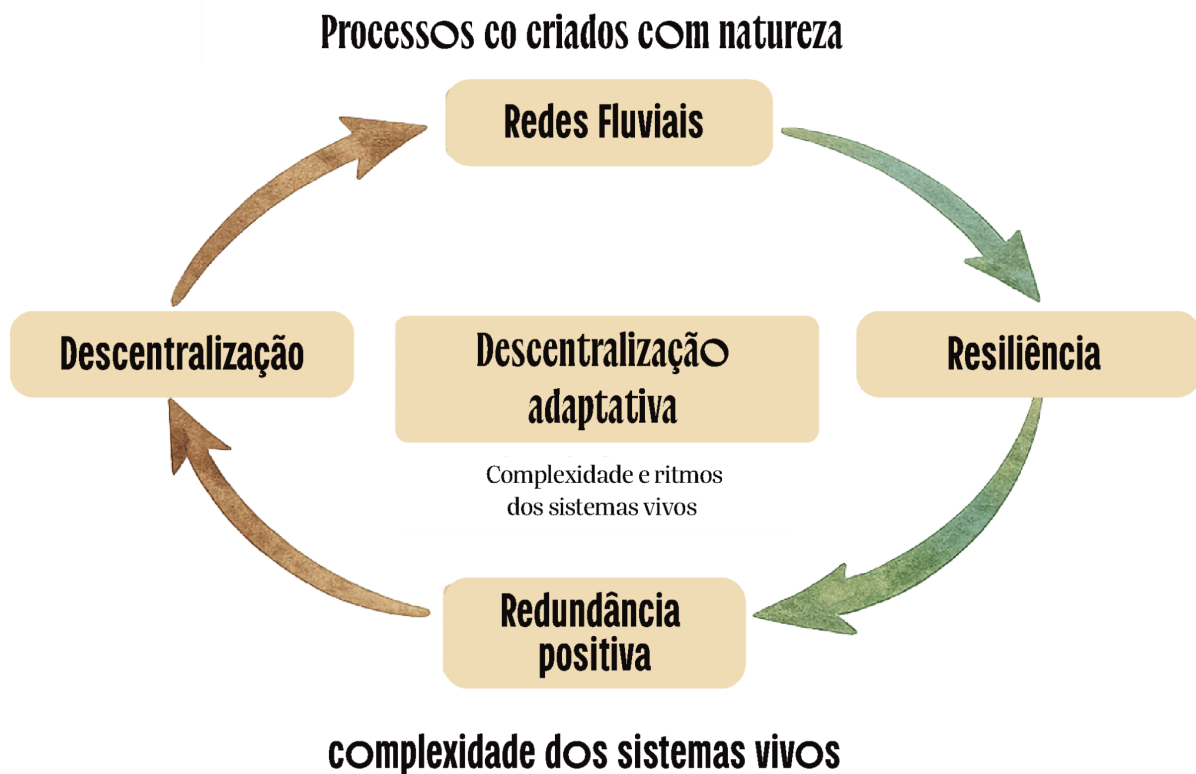 Processos co criados com natureza
Redes Fluviais
Descentralização
Descentralização
adaptativa
Resiliência
Complexidade e ritmos
dos sistemas vivos
Redundância
positiva
complexidade dos sistemas vivos